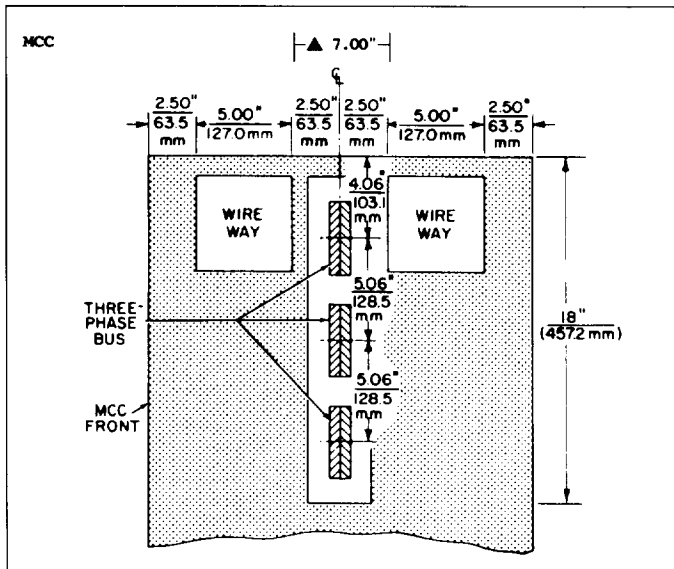 MCC
▲ 7.00"
℄
2.50" 5.00" 2.50" 2.50" 5.00" 2.50"
63.5 127.0mm 63.5 63.5 127.0mm 63.5
mm mm mm mm
4.06"
103.1
mm
WIRE
WAY
WIRE
WAY
5.06"
128.5
mm
THREE-
PHASE
BUS
18"
(457.2 mm)
5.06"
128.5
mm
MCC
FRONT